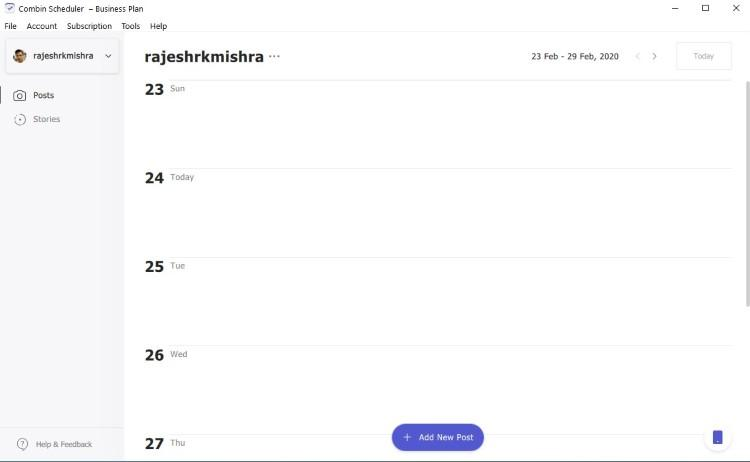 Combin Scheduler – Business Plan
File Account Subscription Tools Help
rajeshrkmishra
Posts
Stories
Help & Feedback
rajeshrkmishra ···
23 Feb - 29 Feb, 2020
Today
23 Sun
24 Today
25 Tue
26 Wed
27 Thu
+ Add New Post